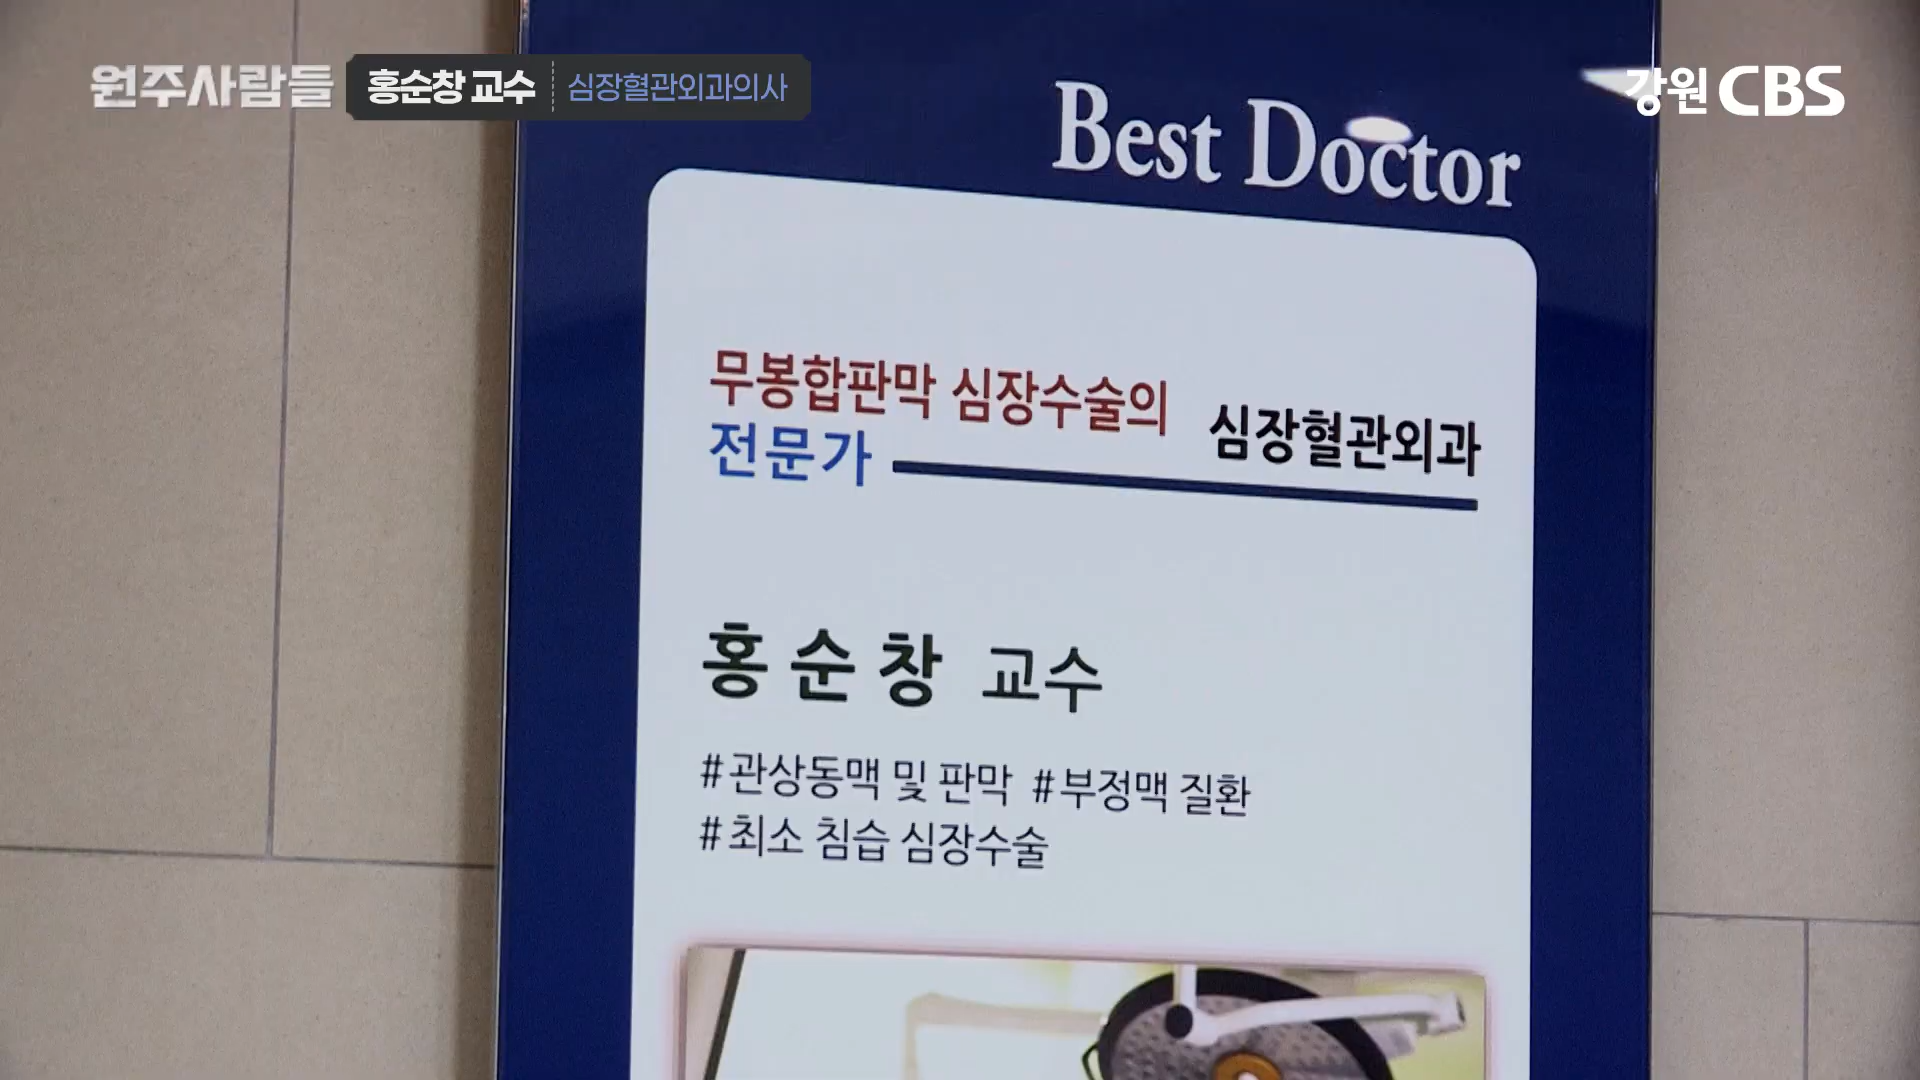 원주사람들 홍순창 교수 심장혈관외과의사
강원 CBS
Best Doctor
무봉합판막 심장수술의
전문가
심장혈관외과
홍순창 교수
#관상동맥 및 판막 #부정맥 질환
#최소 침습 심장수술